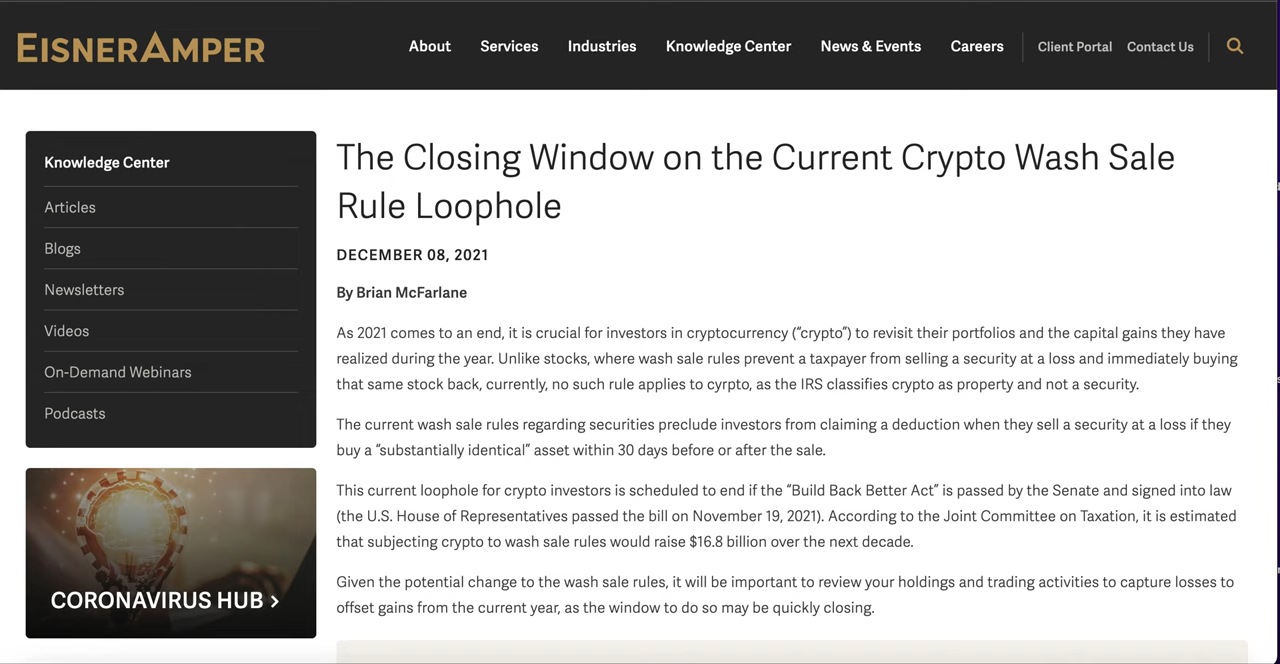 EISNERAMPER
About Services Industries Knowledge Center News & Events Careers Client Portal Contact Us
Knowledge Center
Articles
Blogs
Newsletters
Videos
On-Demand Webinars
Podcasts
CORONAVIRUS HUB ›
The Closing Window on the Current Crypto Wash Sale
Rule Loophole
DECEMBER 08, 2021
By Brian McFarlane
As 2021 comes to an end, it is crucial for investors in cryptocurrency (“crypto”) to revisit their portfolios and the capital gains they have
realized during the year. Unlike stocks, where wash sale rules prevent a taxpayer from selling a security at a loss and immediately buying
that same stock back, currently, no such rule applies to cyrpto, as the IRS classifies crypto as property and not a security.
The current wash sale rules regarding securities preclude investors from claiming a deduction when they sell a security at a loss if they
buy a “substantially identical” asset within 30 days before or after the sale.
This current loophole for crypto investors is scheduled to end if the “Build Back Better Act” is passed by the Senate and signed into law
(the U.S. House of Representatives passed the bill on November 19, 2021). According to the Joint Committee on Taxation, it is estimated
that subjecting crypto to wash sale rules would raise $16.8 billion over the next decade.
Given the potential change to the wash sale rules, it will be important to review your holdings and trading activities to capture losses to
offset gains from the current year, as the window to do so may be quickly closing.